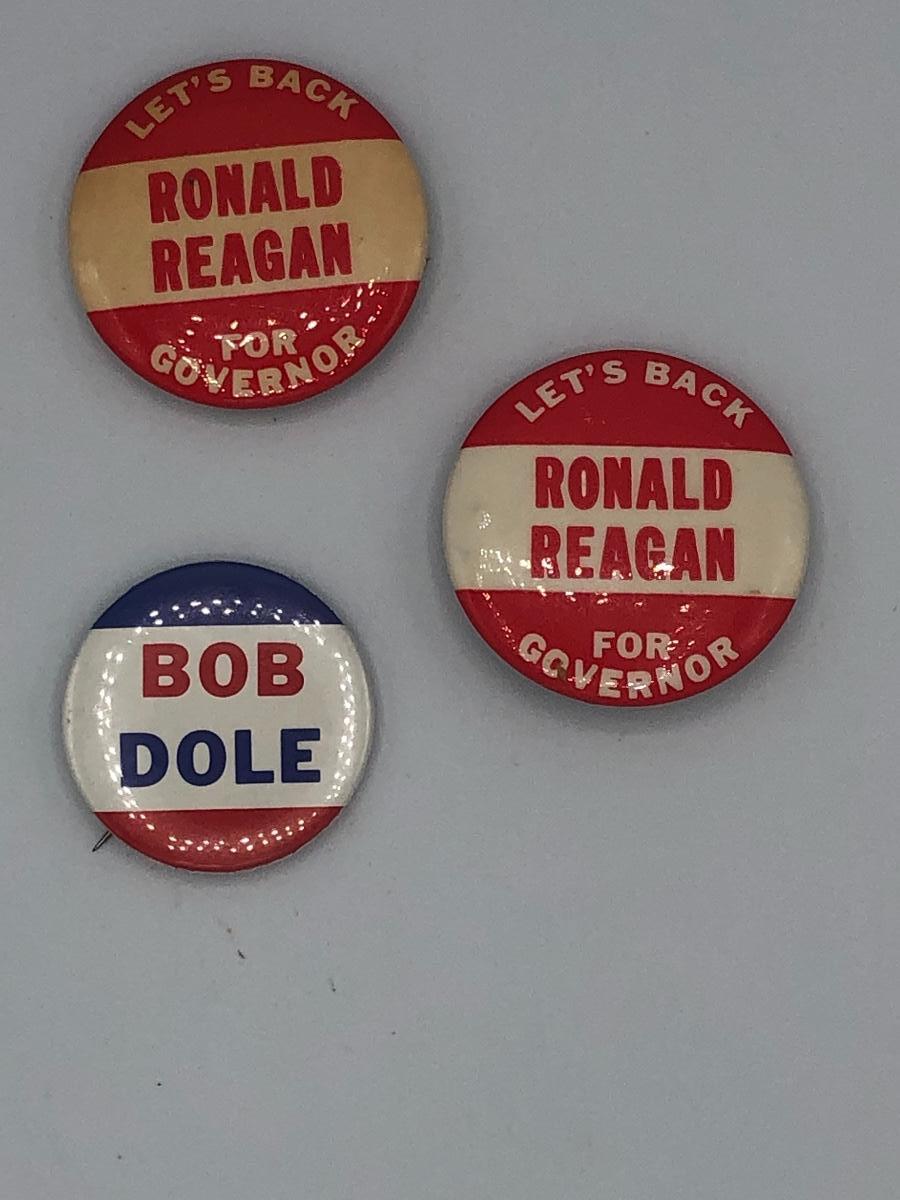 LET'S BACK
RONALD
REAGAN
FOR
GOVERNOR
LET'S BACK
RONALD
REAGAN
FOR
GOVERNOR
BOB
DOLE